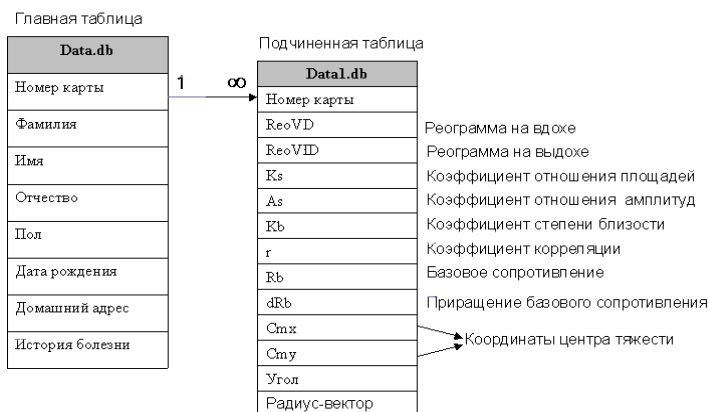 Главная таблица
Data.db
Номер карты
Фамилия
Имя
Отчество
Пол
Дата рождения
Домашний адрес
История болезни
1
∞
Подчиненная таблица
Data1.db
Номер карты
ReoVD
Реограмма на вдохе
ReoVID
Реограмма на выдохе
Ks
Коэффициент отношения площадей
As
Коэффициент отношения амплитуд
Kb
Коэффициент степени близости
r
Коэффициент корреляции
Rb
Базовое сопротивление
dRb
Приращение базового сопротивления
Cmx
Cmy
Координаты центра тяжести
Угол
Радиус-вектор